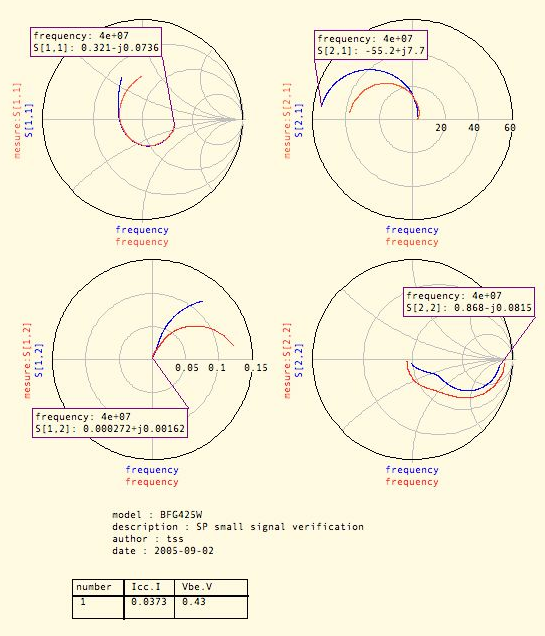 frequency: 4e+07
S[1,1]: 0.321-j0.0736
mesure:S[1,1]
S[1,1]
frequency
frequency
frequency: 4e+07
S[2,1]: -55.2+j7.7
mesure:S[2,1]
S[2,1]
20 40 60
frequency
frequency
mesure:S[1,2]
S[1,2]
0.05 0.1 0.15
frequency: 4e+07
S[1,2]: 0.000272+j0.00162
frequency
frequency
frequency: 4e+07
S[2,2]: 0.868-j0.0815
mesure:S[2,2]
S[2,2]
frequency
frequency
model : BFG425W
description : SP small signal verification
author : tss
date : 2005-09-02
number Icc.I Vbe.V
1 0.0373 0.43